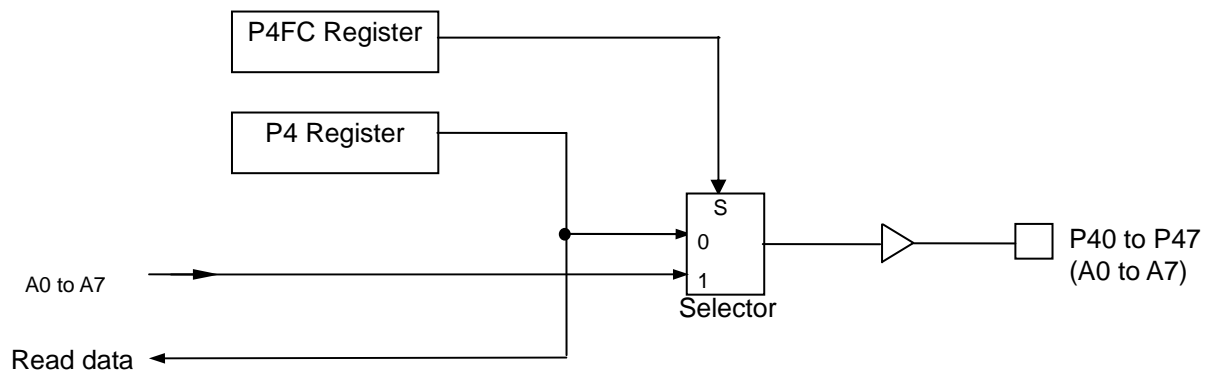 P4FC Register
P4 Register
S
0
1
Selector
P40 to P47
(A0 to A7)
A0 to A7
Read data